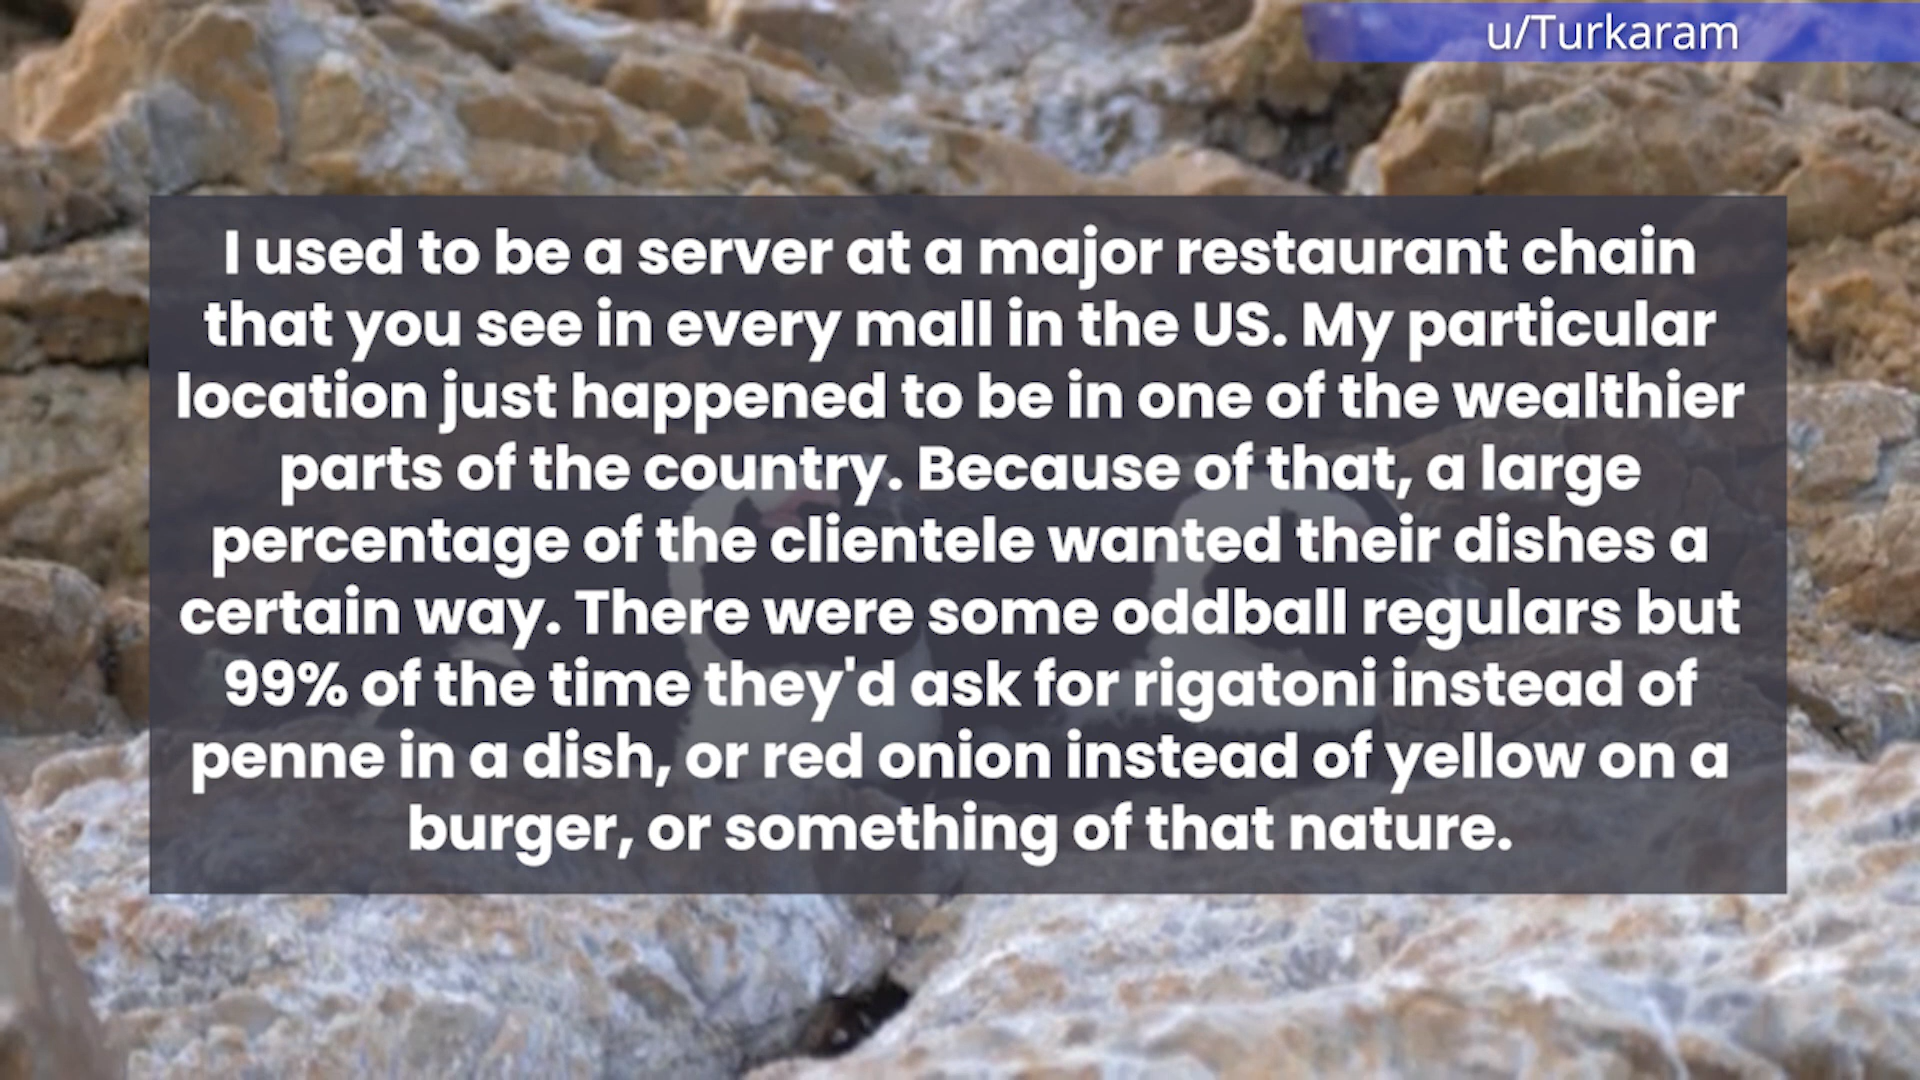 u/Turkaram
I used to be a server at a major restaurant chain
that you see in every mall in the US. My particular
location just happened to be in one of the wealthier
parts of the country. Because of that, a large
percentage of the clientele wanted their dishes a
certain way. There were some oddball regulars but
99% of the time they'd ask for rigatoni instead of
penne in a dish, or red onion instead of yellow on a
burger, or something of that nature.